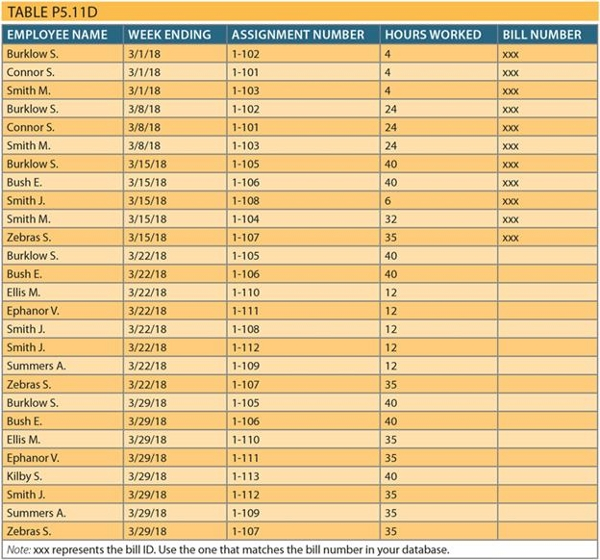 TABLE P5.11D
EMPLOYEE NAME WEEK ENDING ASSIGNMENT NUMBER HOURS WORKED BILL NUMBER
Burklow S. 3/1/18 1-102 4 xxx
Connor S. 3/1/18 1-101 4 xxx
Smith M. 3/1/18 1-103 4 xxx
Burklow S. 3/8/18 1-102 24 xxx
Connor S. 3/8/18 1-101 24 xxx
Smith M. 3/8/18 1-103 24 xxx
Burklow S. 3/15/18 1-105 40 xxx
Bush E. 3/15/18 1-106 40 xxx
Smith J. 3/15/18 1-108 6 xxx
Smith M. 3/15/18 1-104 32 xxx
Zebras S. 3/15/18 1-107 35 xxx
Burklow S. 3/22/18 1-105 40
Bush E. 3/22/18 1-106 40
Ellis M. 3/22/18 1-110 12
Ephanor V. 3/22/18 1-111 12
Smith J. 3/22/18 1-108 12
Smith J. 3/22/18 1-112 12
Summers A. 3/22/18 1-109 12
Zebras S. 3/22/18 1-107 35
Burklow S. 3/29/18 1-105 40
Bush E. 3/29/18 1-106 40
Ellis M. 3/29/18 1-110 35
Ephanor V. 3/29/18 1-111 35
Kilby S. 3/29/18 1-113 40
Smith J. 3/29/18 1-112 35
Summers A. 3/29/18 1-109 35
Zebras S. 3/29/18 1-107 35
Note: xxx represents the bill ID. Use the one that matches the bill number in your database.